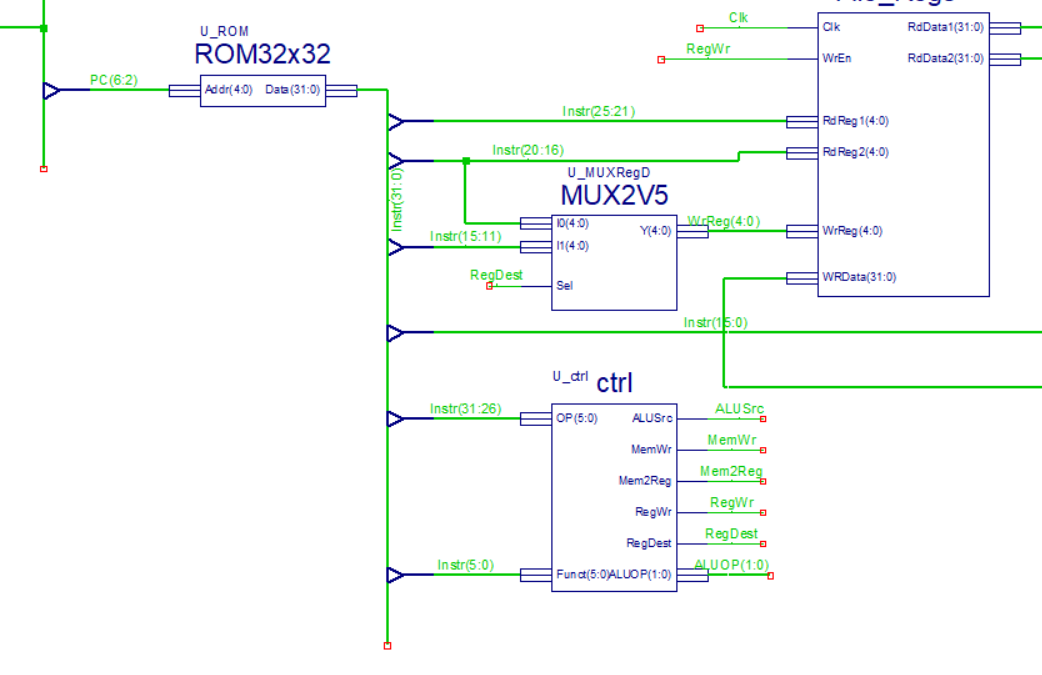 U_ROM
ROM32x32
PC(6:2)
Addr(4:0) Data(31:0)
Instr(31:0)
Clk
RegWr
Clk RdData1(31:0)
WrEn RdData2(31:0)
Instr(25:21)
RdReg1(4:0)
Instr(20:16)
RdReg2(4:0)
U_MUXRegD
MUX2V5
I0(4:0)
Y(4:0)
WrReg(4:0)
WrReg(4:0)
Instr(15:11)
I1(4:0)
RegDest
Sel
WRData(31:0)
Instr(15:0)
U_ctrl ctrl
Instr(31:26)
OP(5:0) ALUSrc
ALUSrc
MemWr
MemWr
Mem2Reg
Mem2Reg
RegWr
RegWr
RegDest
RegDest
Instr(5:0)
Funct(5:0)ALUOP(1:0)
ALUOP(1:0)